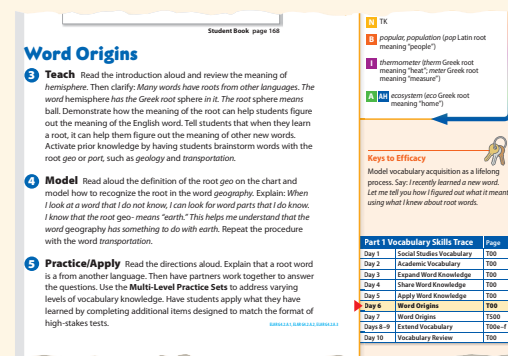 Student Book page 168
Word Origins
3 Teach Read the introduction aloud and review the meaning of
hemisphere. Then clarify: Many words have roots from other languages. The
word hemisphere has the Greek root sphere in it. The root sphere means
ball. Demonstrate how the meaning of the root can help students figure
out the meaning of the English word. Tell students that when they learn
a root, it can help them figure out the meaning of other new words.
Activate prior knowledge by having students brainstorm words with the
root geo or port, such as geology and transportation.
4 Model Read aloud the definition of the root geo on the chart and
model how to recognize the root in the word geography. Explain: When
I look at a word that I do not know, I can look for word parts that I do know.
I know that the root geo- means “earth.” This helps me understand that the
word geography has something to do with earth. Repeat the procedure
with the word transportation.
5 Practice/Apply Read the directions aloud. Explain that a root word
is a from another language. Then have partners work together to answer
the questions. Use the Multi-Level Practice Sets to address varying
levels of vocabulary knowledge. Have students apply what they have
learned by completing additional items designed to match the format of
high-stakes tests.
N TK
B popular, population (pop Latin root
meaning “people”)
I thermometer (therm Greek root
meaning “heat”; meter Greek root
meaning “measure”)
A AH ecosystem (eco Greek root
meaning “home”)
Keys to Efficacy
Model vocabulary acquisition as a lifelong
process. Say: I recently learned a new word.
Let me tell you how I figured out what it meant
using what I knew about root words.
Part 1 Vocabulary Skills Trace Page
Day 1 Social Studies Vocabulary T00
Day 2 Academic Vocabulary T00
Day 3 Expand Word Knowledge T00
Day 4 Share Word Knowledge T00
Day 5 Apply Word Knowledge T00
Day 6 Word Origins T00
Day 7 Word Origins T500
Days 8–9 Extend Vocabulary T00e–f
Day 10 Vocabulary Review T00